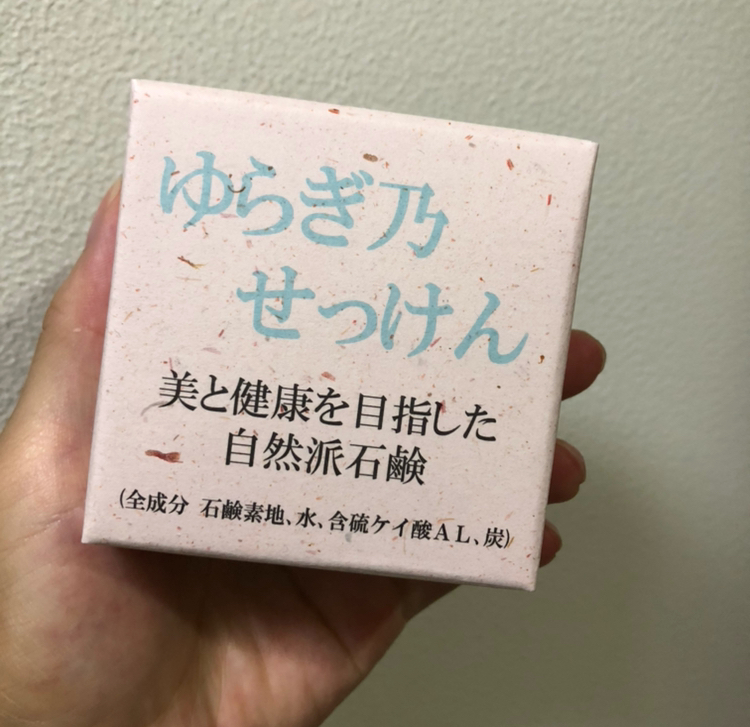 ゆらぎ乃
せっけん
美と健康を目指した
自然派石鹸
(全成分 石鹸素地、水、含硫ケイ酸AL、炭)